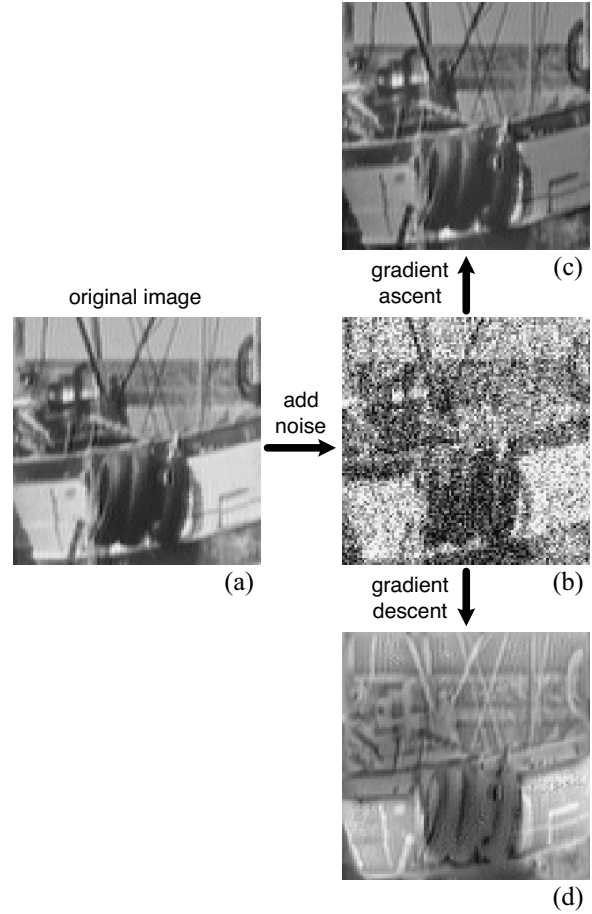 gradient
ascent
(c)
original image
add
noise
(a)
(b)
gradient
descent
(d)